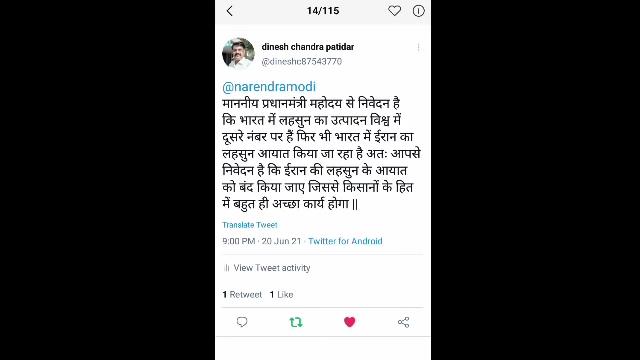 14/115
dinesh chandra patidar
@dineshc87543770
@narendramodi
माननीय प्रधानमंत्री महोदय से निवेदन है
कि भारत में लहसुन का उत्पादन विश्व में
दूसरे नंबर पर हैं फिर भी भारत में ईरान का
लहसुन आयात किया जा रहा है अतः आपसे
निवेदन है कि ईरान की लहसुन के आयात
को बंद किया जाए जिससे किसानों के हित
में बहुत ही अच्छा कार्य होगा ||
Translate Tweet
9:00 PM · 20 Jun 21 · Twitter for Android
View Tweet activity
1 Retweet 1 Like